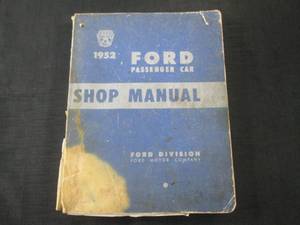 1952 FORD
PASSENGER CAR
SHOP MANUAL
FORD DIVISION
FORD MOTOR COMPANY